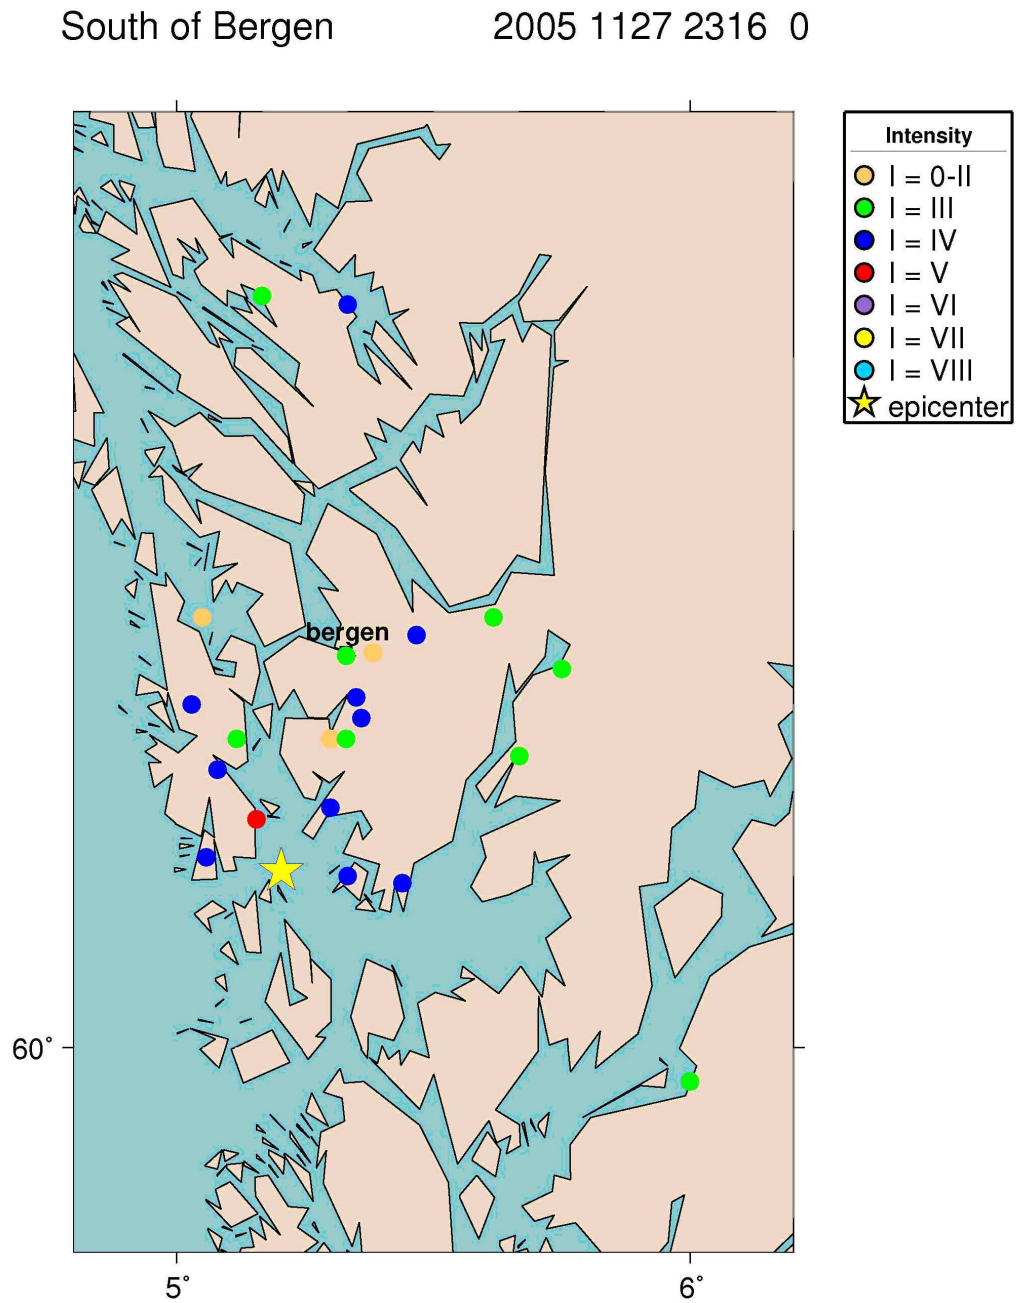 South of Bergen 2005 1127 2316 0
Intensity
I = 0-II
I = III
I = IV
I = V
I = VI
I = VII
I = VIII
epicenter
bergen
60°
5° 6°